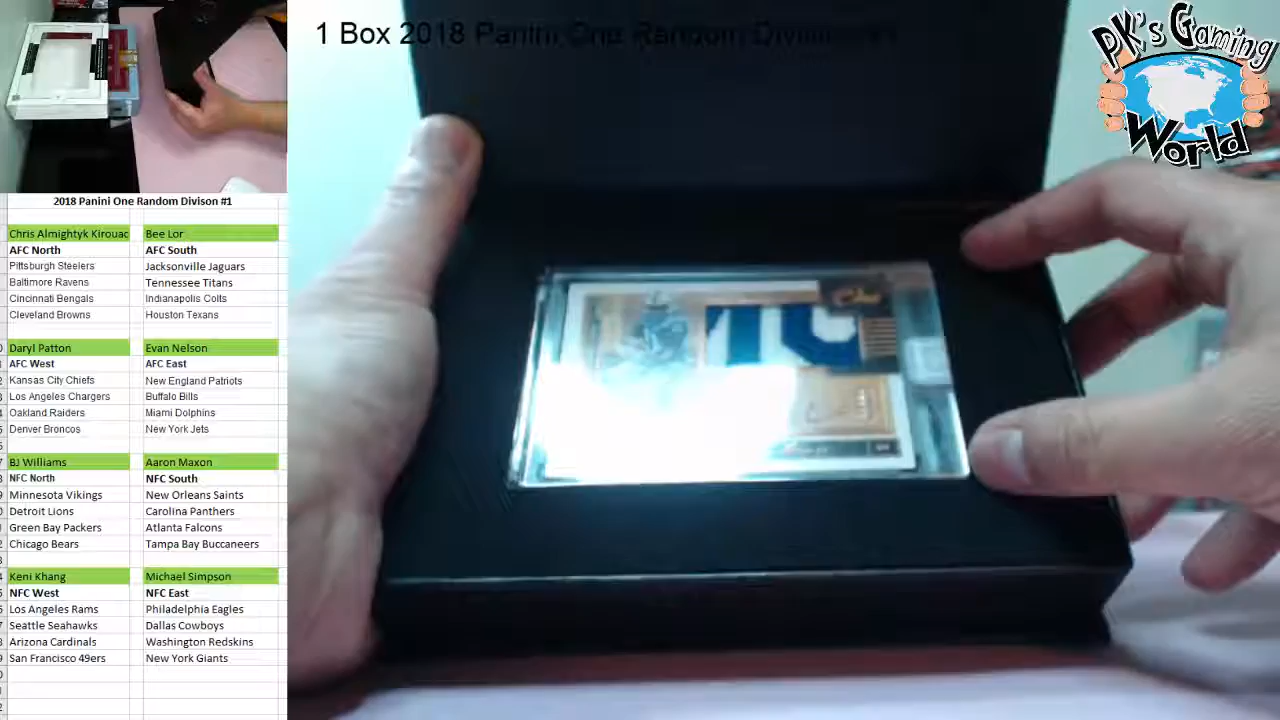 1 Box 2018 Panini One Random Division #1
PK's Gaming
World
2018 Panini One Random Divison #1
Chris Almightyk Kirouac Bee Lor
AFC North AFC South
Pittsburgh Steelers Jacksonville Jaguars
Baltimore Ravens Tennessee Titans
Cincinnati Bengals Indianapolis Colts
Cleveland Browns Houston Texans
Daryl Patton Evan Nelson
AFC West AFC East
Kansas City Chiefs New England Patriots
Los Angeles Chargers Buffalo Bills
Oakland Raiders Miami Dolphins
Denver Broncos New York Jets
BJ Williams Aaron Maxon
NFC North NFC South
Minnesota Vikings New Orleans Saints
Detroit Lions Carolina Panthers
Green Bay Packers Atlanta Falcons
Chicago Bears Tampa Bay Buccaneers
Keni Khang Michael Simpson
NFC West NFC East
Los Angeles Rams Philadelphia Eagles
Seattle Seahawks Dallas Cowboys
Arizona Cardinals Washington Redskins
San Francisco 49ers New York Giants